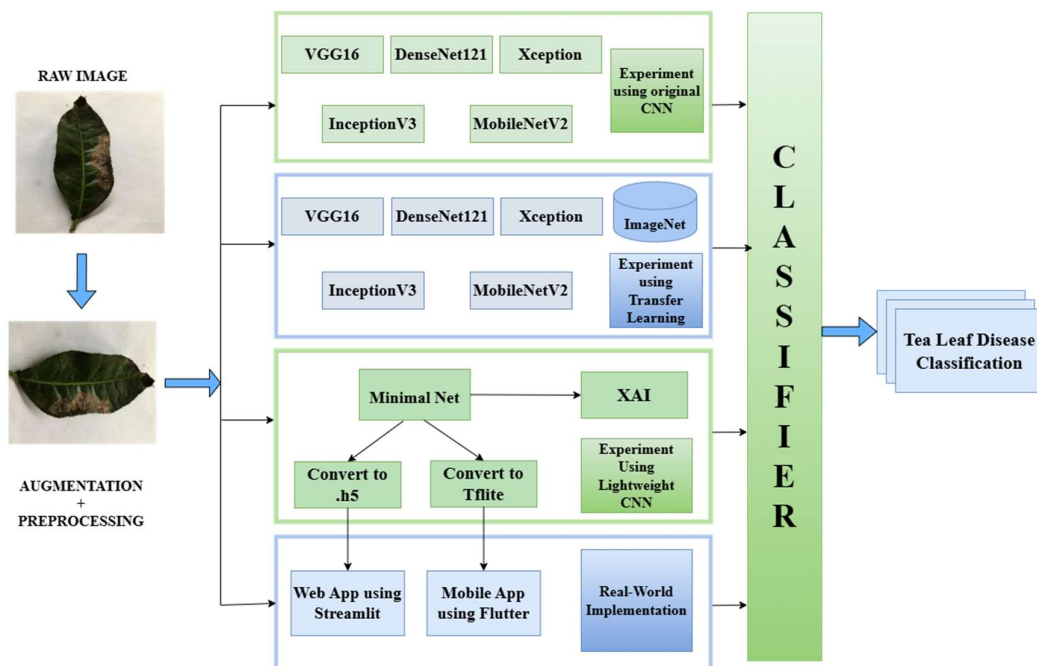 RAW IMAGE
AUGMENTATION
+
PREPROCESSING
VGG16
DenseNet121
Xception
InceptionV3
MobileNetV2
Experiment
using original
CNN
VGG16
DenseNet121
Xception
ImageNet
InceptionV3
MobileNetV2
Experiment
using
Transfer
Learning
Minimal Net
XAI
Convert to
.h5
Convert to
Tflite
Experiment
Using
Lightweight
CNN
Web App using
Streamlit
Mobile App
using Flutter
Real-World
Implementation
C
L
A
S
S
I
F
I
E
R
Tea Leaf Disease
Classification